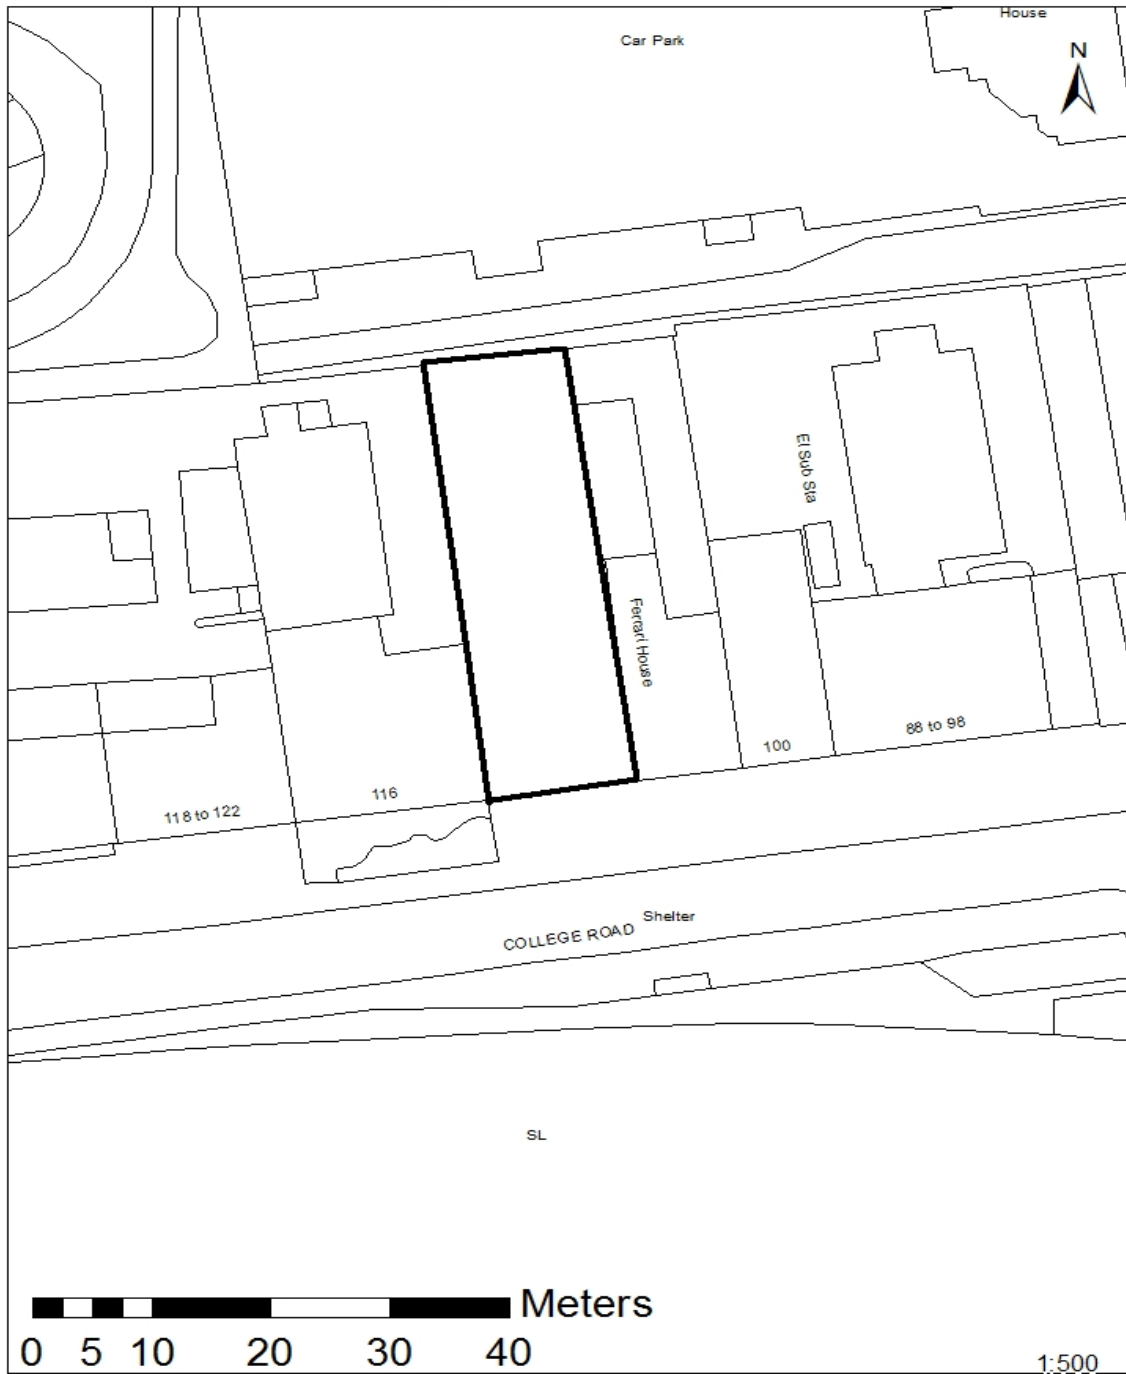 House
Car Park
N
El Sub Sta
Ferrari House
88 to 98
100
116
118 to 122
Shelter
COLLEGE ROAD
SL
Meters
0 5 10 20 30 40
1:500